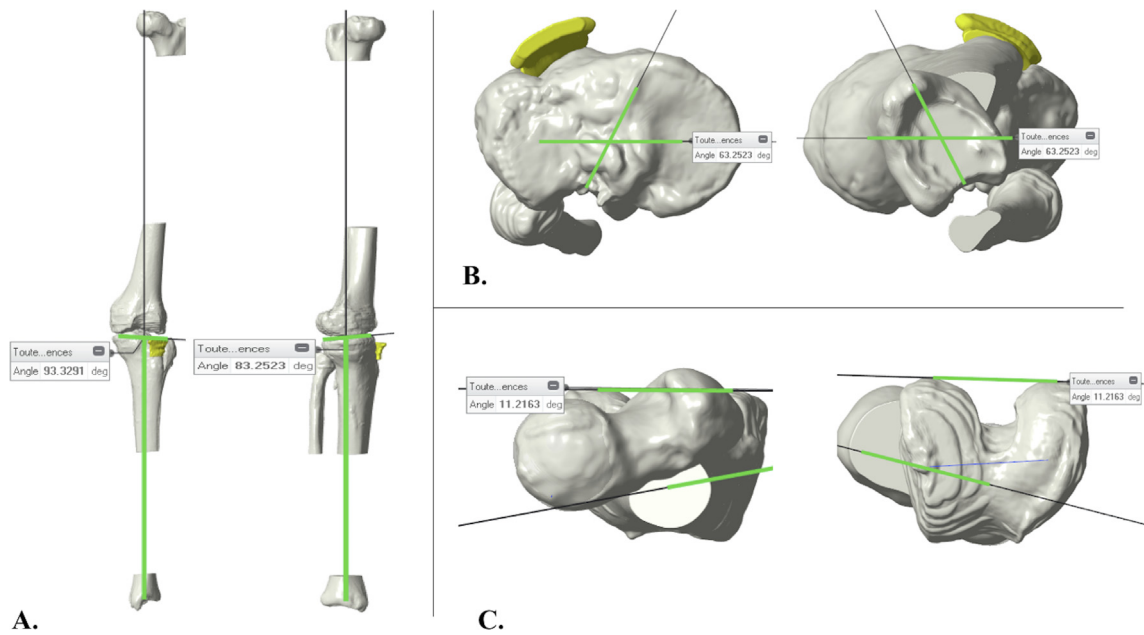 Toute...ences
Angle 93.3291 deg
Toute...ences
Angle 83.2523 deg
A.
Toute...ences
Angle 63.2523 deg
Toute...ences
Angle 63.2523 deg
B.
Toute...ences
Angle 11.2163 deg
Toute...ences
Angle 11.2163 deg
C.